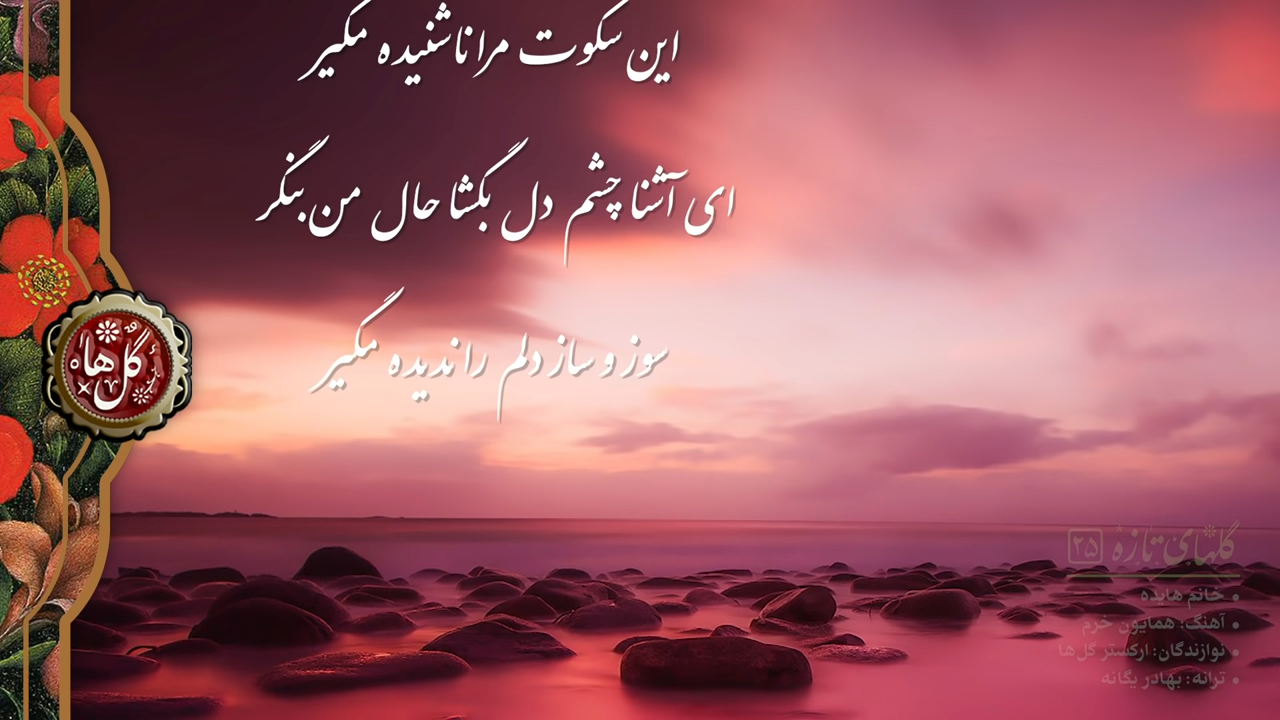 این سکوت مرا ناشنیده مگیر
ای آشنا چشم دل بگشا حال من بنگر
سوز و ساز دلم را ندیده مگیر
گل‌ها
گلهای تازه ۲۵
• خانم هایده
• آهنگ: همایون خرم
• نوازندگان: ارکستر گل‌ها
• ترانه: بهادر یگانه